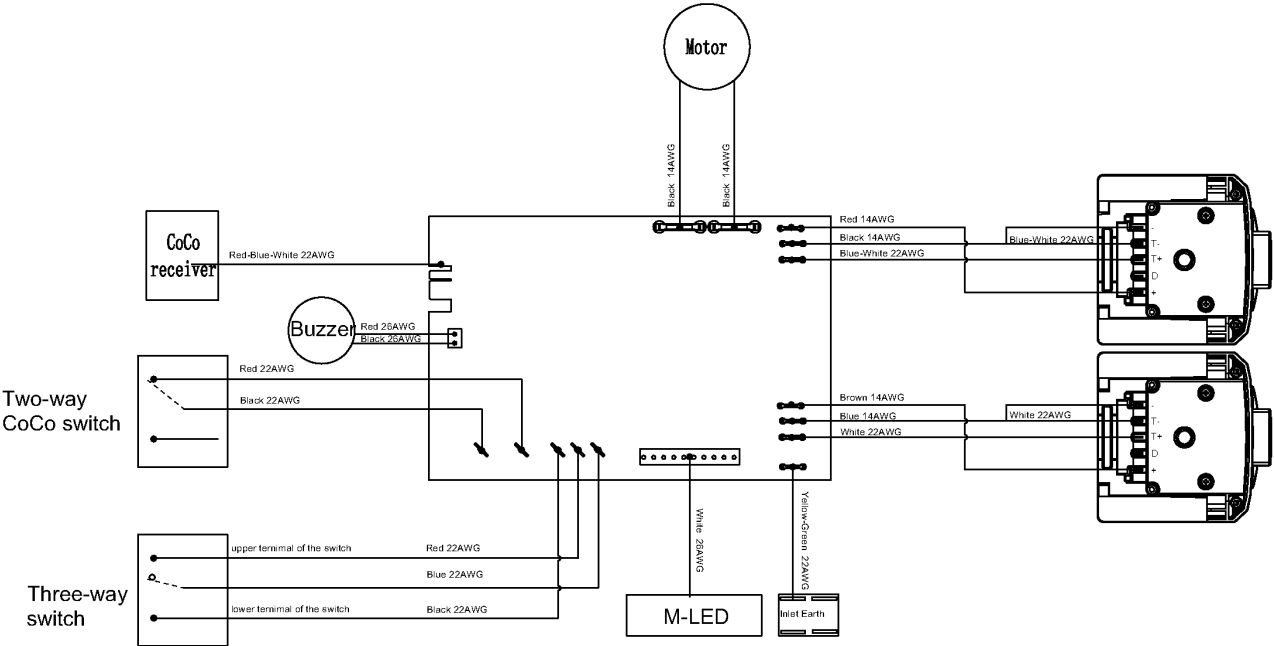 Motor
Black 14AWG
Black 14AWG
CoCo
receiver
Red-Blue-White 22AWG
Red 14AWG
Black 14AWG
Blue-White 22AWG
Blue-White 22AWG
-
T-
T+
D
+
Buzzer
Red 26AWG
Black 26AWG
Two-way
CoCo switch
Red 22AWG
Black 22AWG
Brown 14AWG
Blue 14AWG
White 22AWG
White 22AWG
-
T-
T+
D
+
Three-way
switch
upper ternimal of the switch
Red 22AWG
Blue 22AWG
lower ternimal of the switch
Black 22AWG
White 26AWG
M-LED
Yellow-Green 22AWG
Inlet Earth